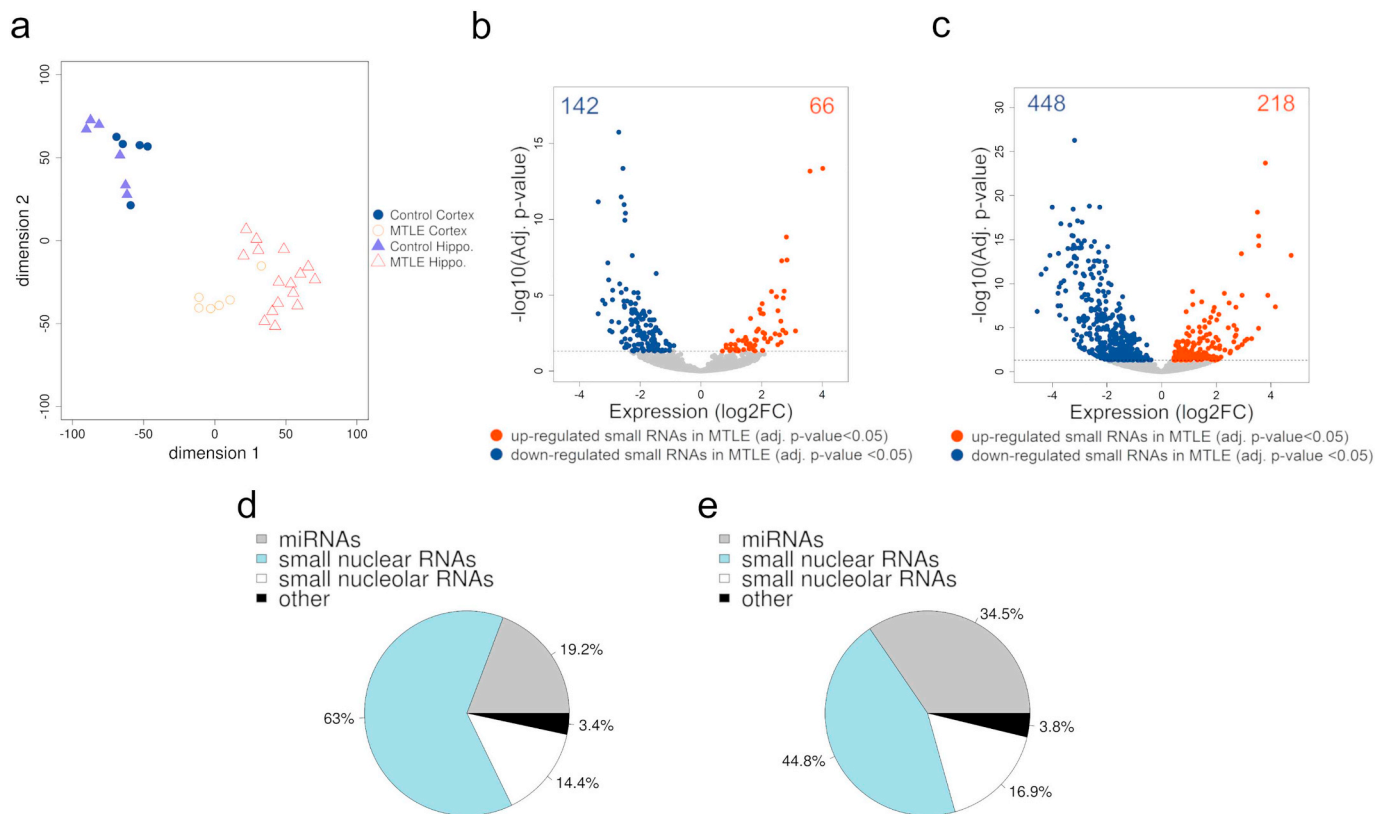 a
100
50
0
-50
-100
dimension 2
-100
-50
0
50
100
dimension 1
Control Cortex
MTLE Cortex
Control Hippo.
MTLE Hippo.
b
142
66
15
10
5
0
-log10(Adj. p-value)
-4
-2
0
2
4
Expression (log2FC)
up-regulated small RNAs in MTLE (adj. p-value<0.05)
down-regulated small RNAs in MTLE (adj. p-value <0.05)
c
448
218
30
25
20
15
10
5
0
-log10(Adj. p-value)
-4
-2
0
2
4
Expression (log2FC)
up-regulated small RNAs in MTLE (adj. p-value<0.05)
down-regulated small RNAs in MTLE (adj. p-value <0.05)
d
miRNAs
small nuclear RNAs
small nucleolar RNAs
other
19.2%
63%
3.4%
14.4%
e
miRNAs
small nuclear RNAs
small nucleolar RNAs
other
34.5%
44.8%
3.8%
16.9%